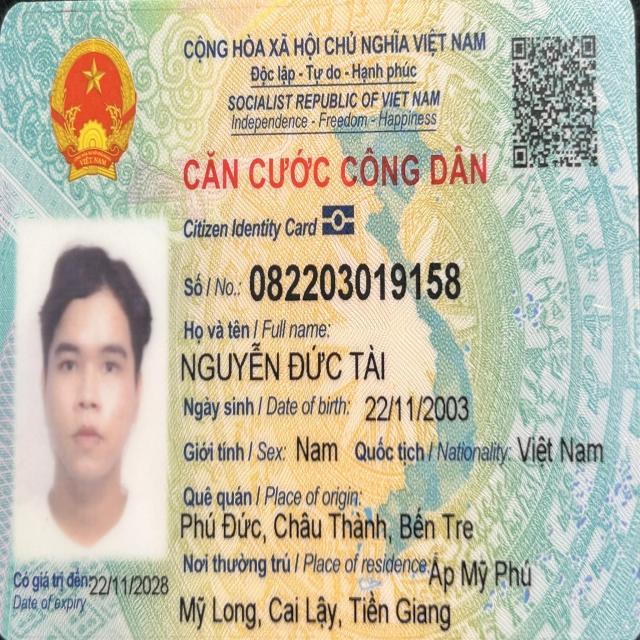 CỘNG HÒA XÃ HỘI CHỦ NGHĨA VIỆT NAM
Độc lập - Tự do - Hạnh phúc
SOCIALIST REPUBLIC OF VIET NAM
Independence - Freedom - Happiness
VIỆT NAM
CĂN CƯỚC CÔNG DÂN
Citizen Identity Card
Số / No.: 082203019158
Họ và tên / Full name:
NGUYỄN ĐỨC TÀI
Ngày sinh / Date of birth: 22/11/2003
Giới tính / Sex: Nam Quốc tịch / Nationality: Việt Nam
Quê quán / Place of origin:
Phú Đức, Châu Thành, Bến Tre
Nơi thường trú / Place of residence: Ấp Mỹ Phú
Mỹ Long, Cai Lậy, Tiền Giang
Có giá trị đến: 22/11/2028
Date of expiry